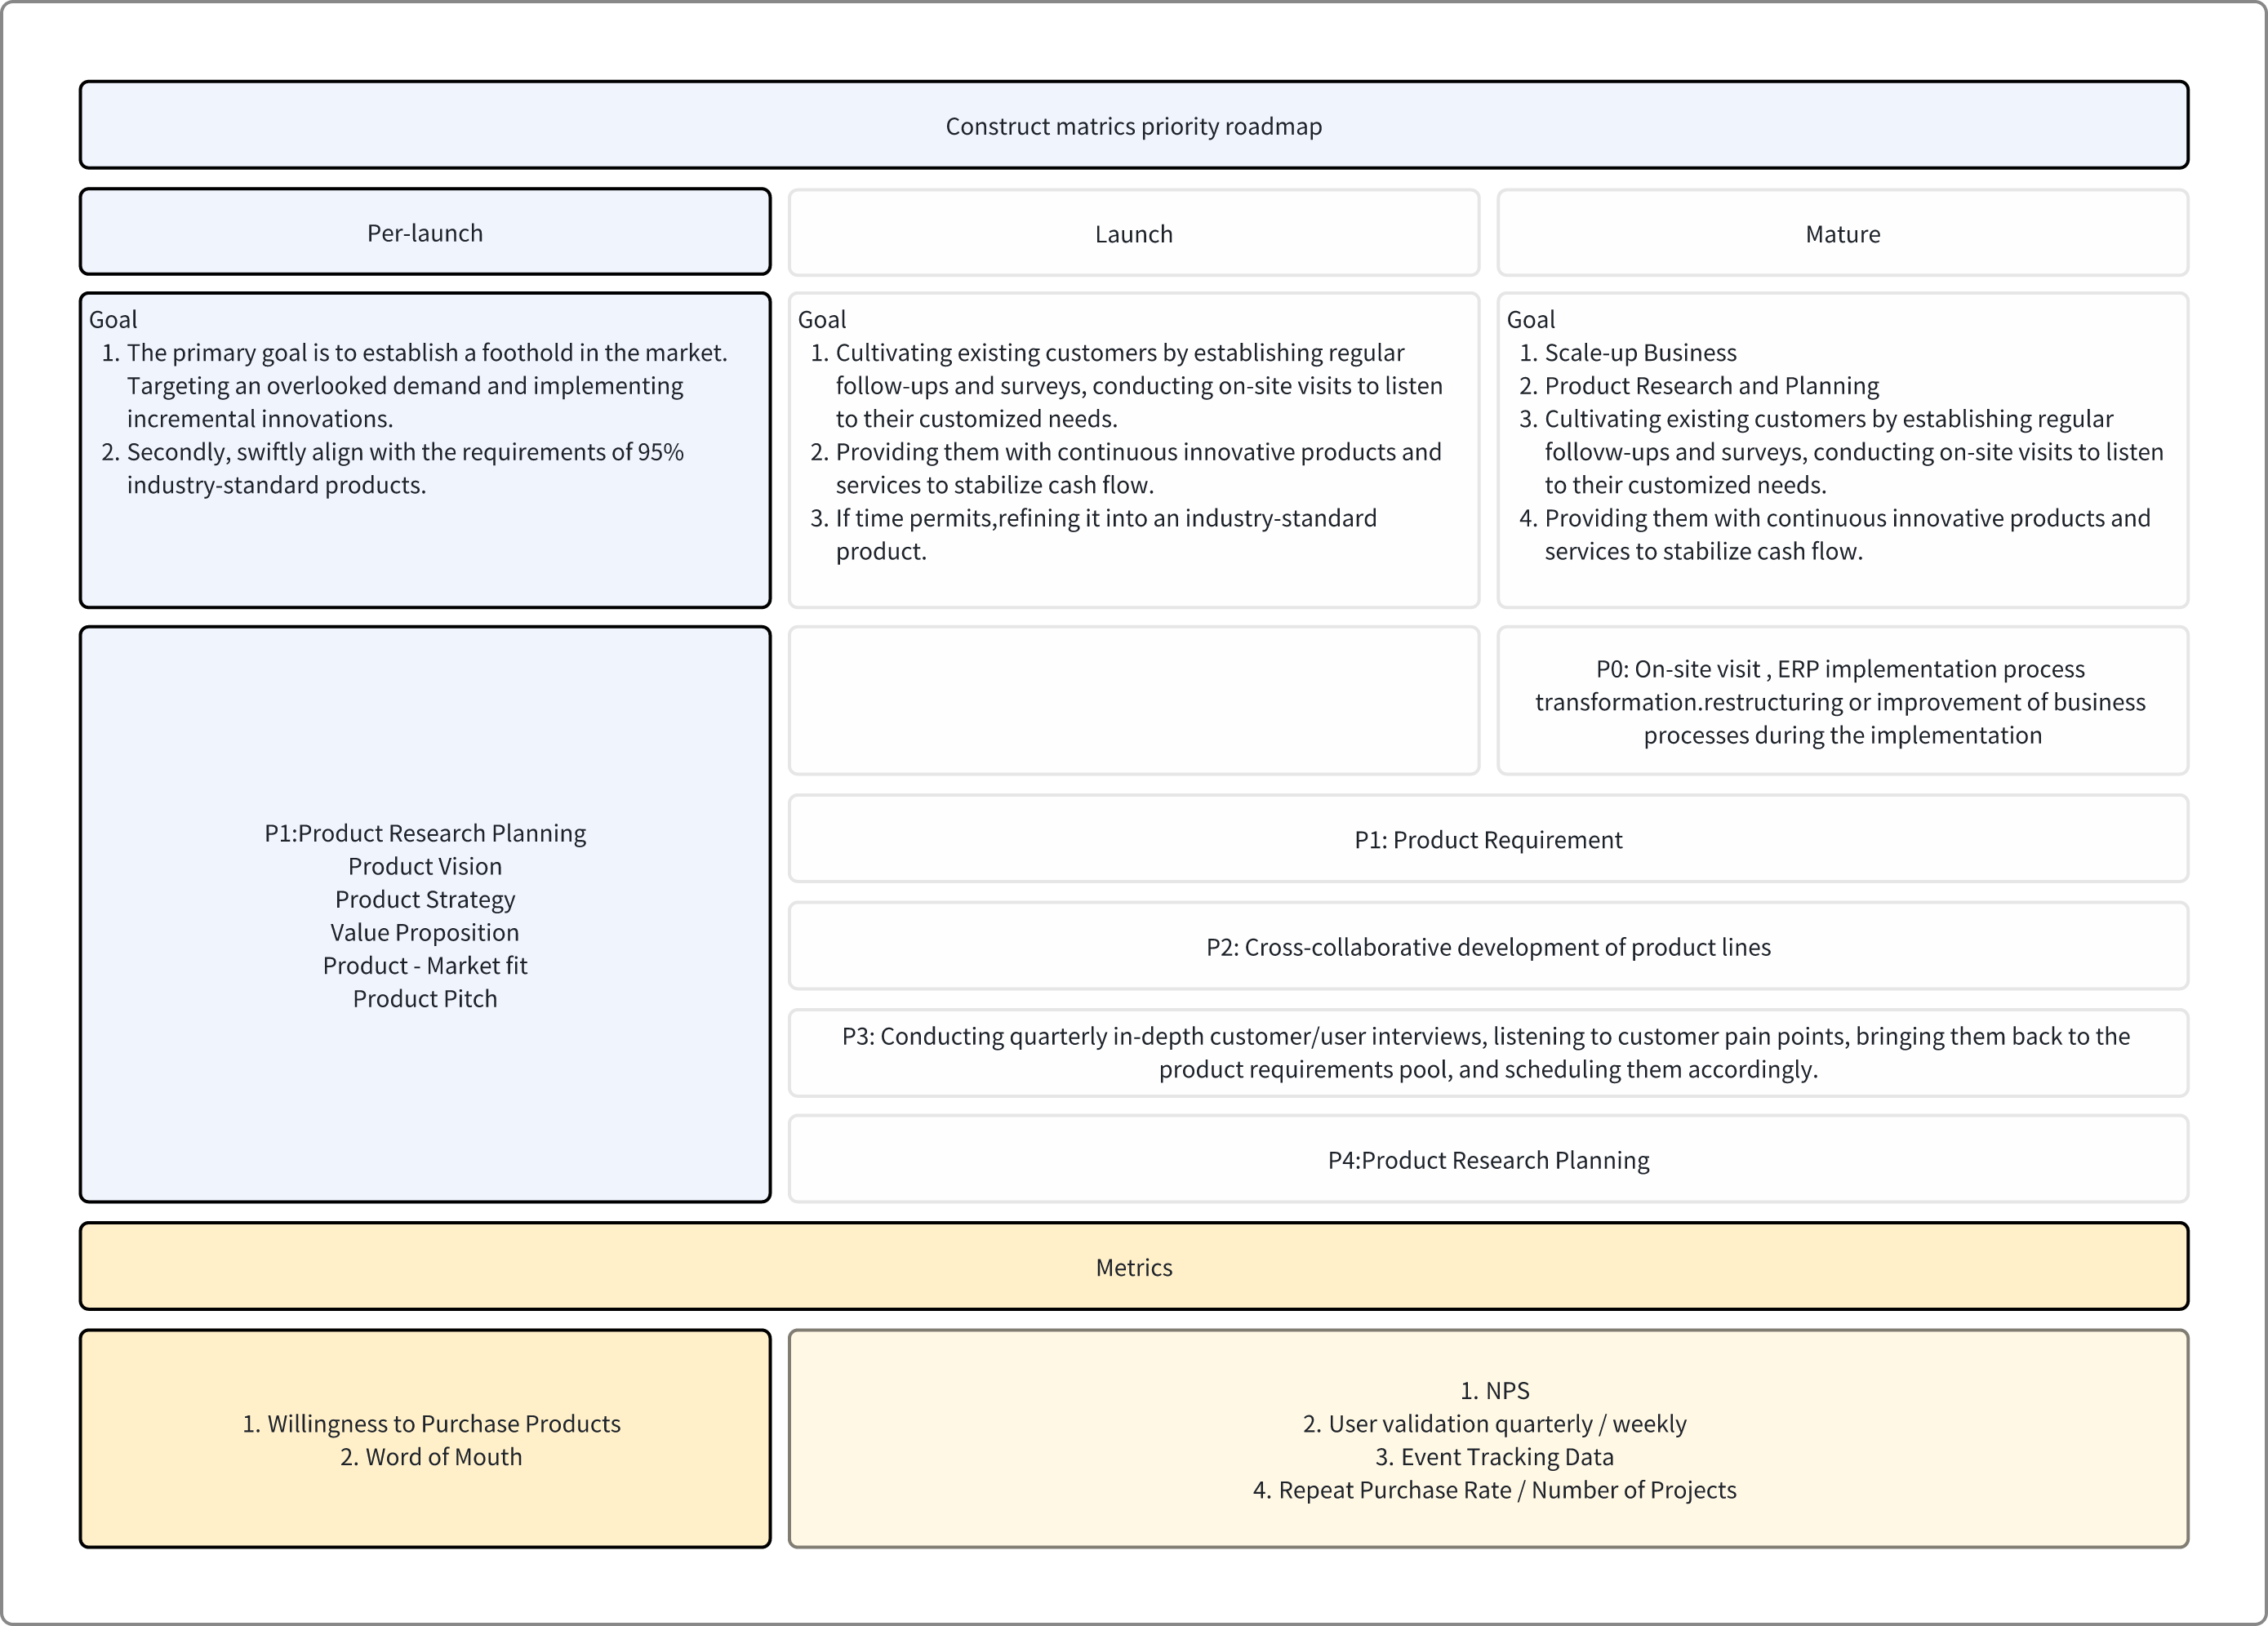 Construct matrics priority roadmap
Per-launch
Launch
Mature
Goal
1. The primary goal is to establish a foothold in the market.
Targeting an overlooked demand and implementing
incremental innovations.
2. Secondly, swiftly align with the requirements of 95%
industry-standard products.
Goal
1. Cultivating existing customers by establishing regular
follow-ups and surveys, conducting on-site visits to listen
to their customized needs.
2. Providing them with continuous innovative products and
services to stabilize cash flow.
3. If time permits,refining it into an industry-standard
product.
Goal
1. Scale-up Business
2. Product Research and Planning
3. Cultivating existing customers by establishing regular
followw-ups and surveys, conducting on-site visits to listen
to their customized needs.
4. Providing them with continuous innovative products and
services to stabilize cash flow.
P1:Product Research Planning
Product Vision
Product Strategy
Value Proposition
Product - Market fit
Product Pitch
P0: On-site visit , ERP implementation process
transformation.restructuring or improvement of business
processes during the implementation
P1: Product Requirement
P2: Cross-collaborative development of product lines
P3: Conducting quarterly in-depth customer/user interviews, listening to customer pain points, bringing them back to the
product requirements pool, and scheduling them accordingly.
P4:Product Research Planning
Metrics
1. Willingness to Purchase Products
2. Word of Mouth
1. NPS
2. User validation quarterly / weekly
3. Event Tracking Data
4. Repeat Purchase Rate / Number of Projects